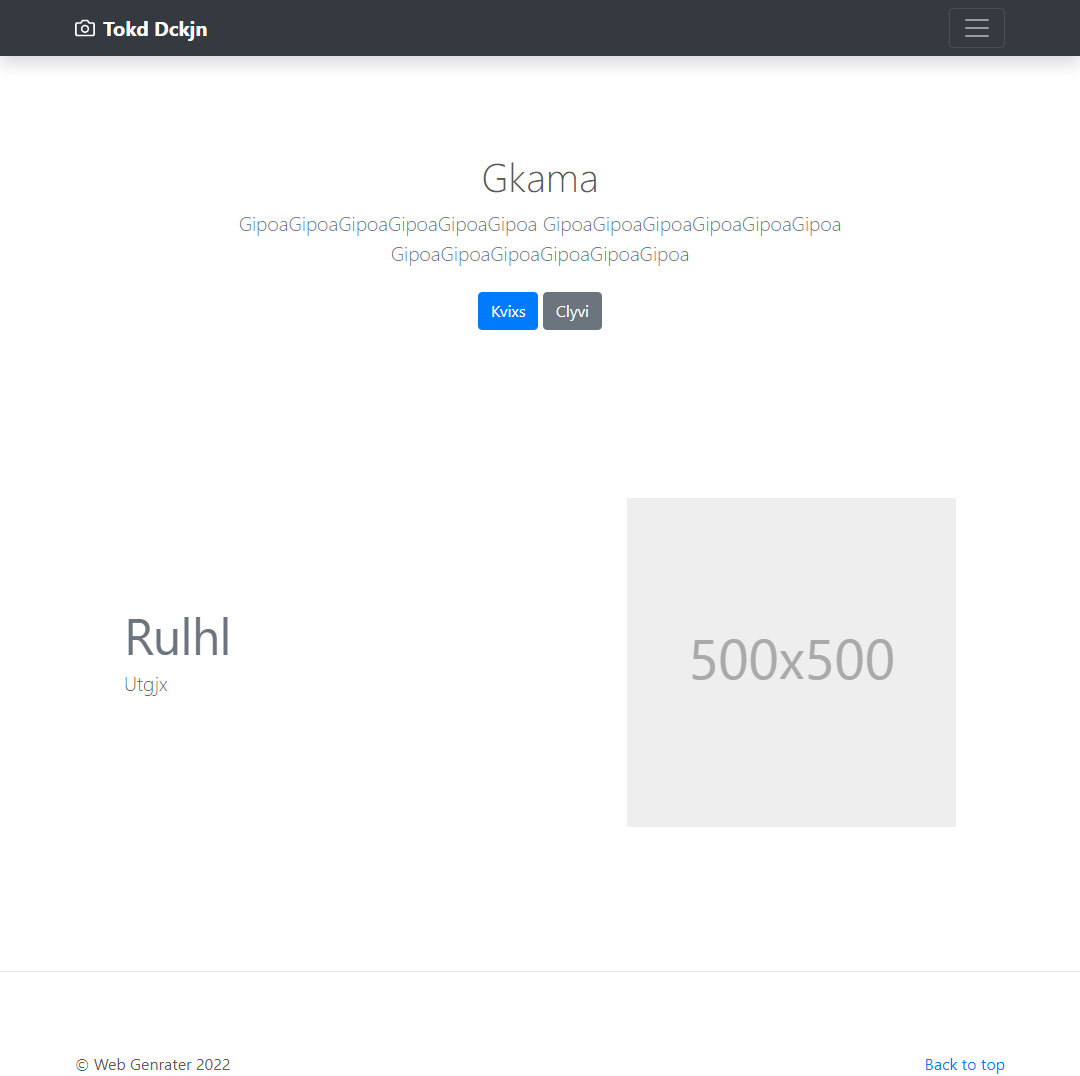 Tokd Dckjn
Gkama
GipoaGipoaGipoaGipoaGipoaGipoa GipoaGipoaGipoaGipoaGipoaGipoa
GipoaGipoaGipoaGipoaGipoaGipoa
Kvixs Clyvi
Rulhl
Utgjx
500x500
© Web Genrater 2022 Back to top